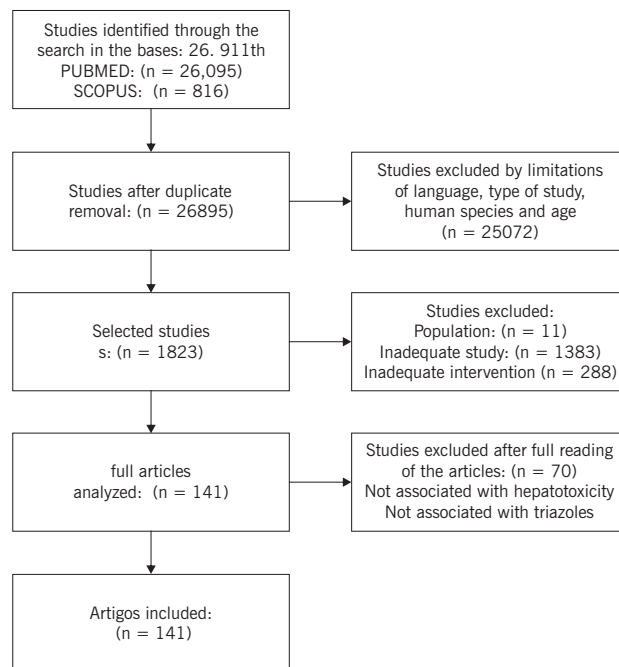 Studies identified through the
search in the bases: 26. 911th
PUBMED: (n = 26,095)
SCOPUS: (n = 816)
Studies after duplicate
removal: (n = 26895)
Studies excluded by limitations
of language, type of study,
human species and age
(n = 25072)
Selected studies
s: (n = 1823)
Studies excluded:
Population: (n = 11)
Inadequate study: (n = 1383)
Inadequate intervention (n = 288)
full articles
analyzed: (n = 141)
Studies excluded after full reading
of the articles: (n = 70)
Not associated with hepatotoxicity
Not associated with triazoles
Artigos included:
(n = 141)